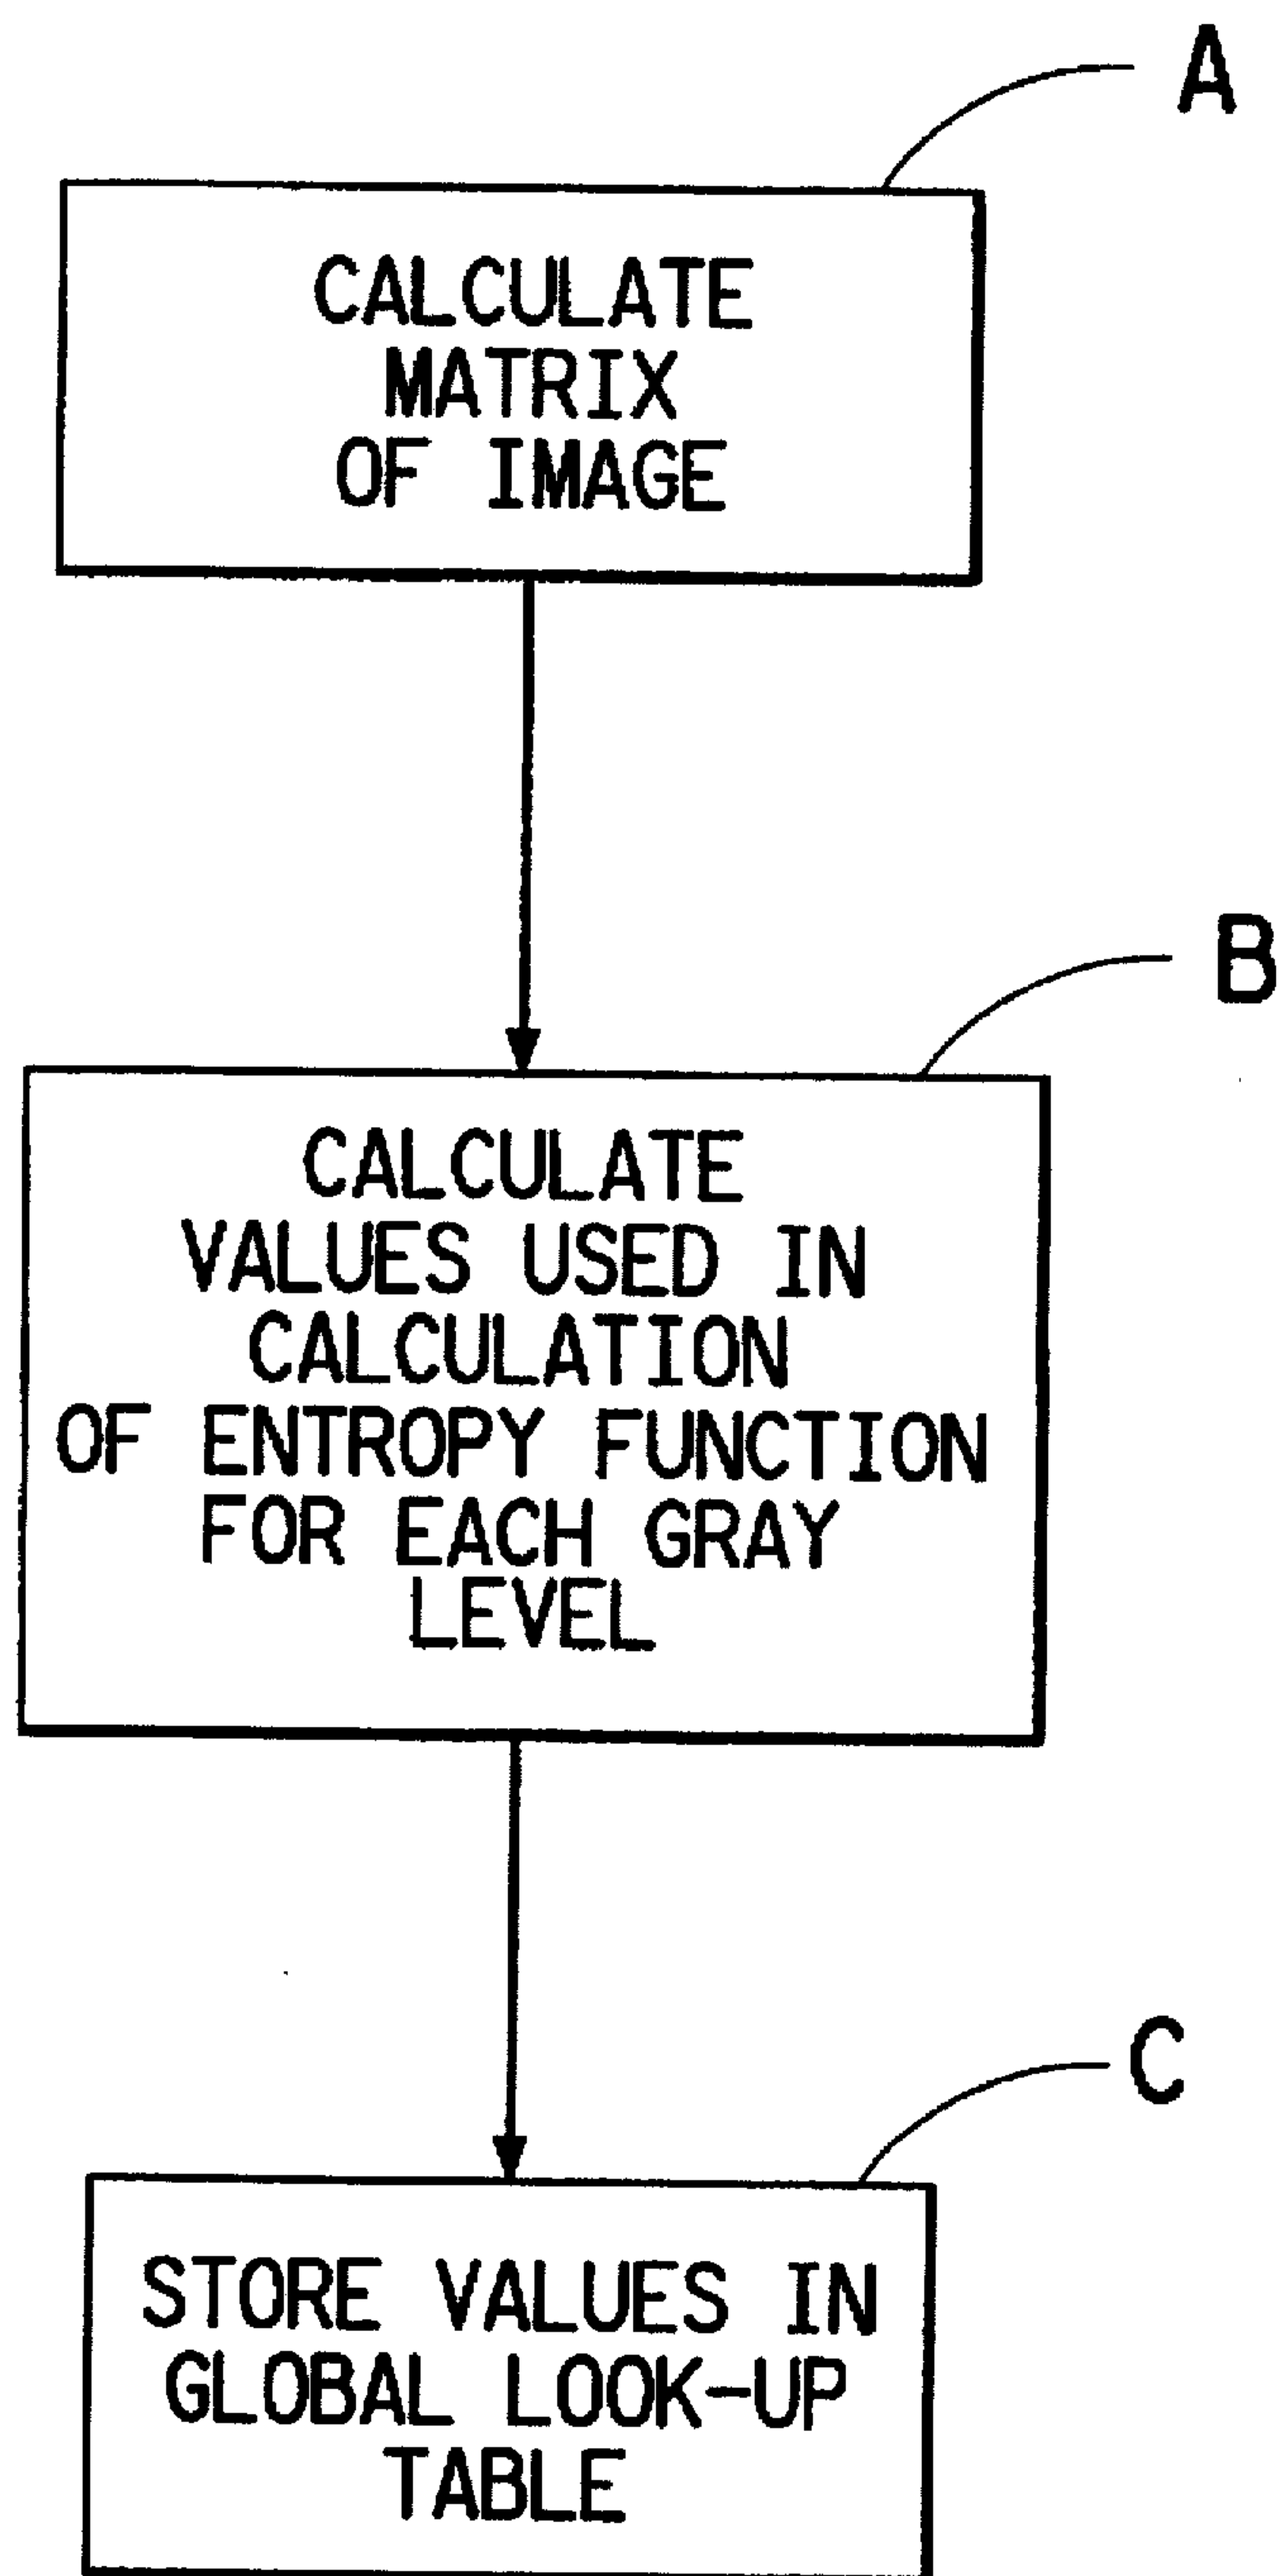 A
CALCULATE
MATRIX
OF IMAGE
B
CALCULATE
VALUES USED IN
CALCULATION
OF ENTROPY FUNCTION
FOR EACH GRAY
LEVEL
C
STORE VALUES IN
GLOBAL LOOK-UP
TABLE